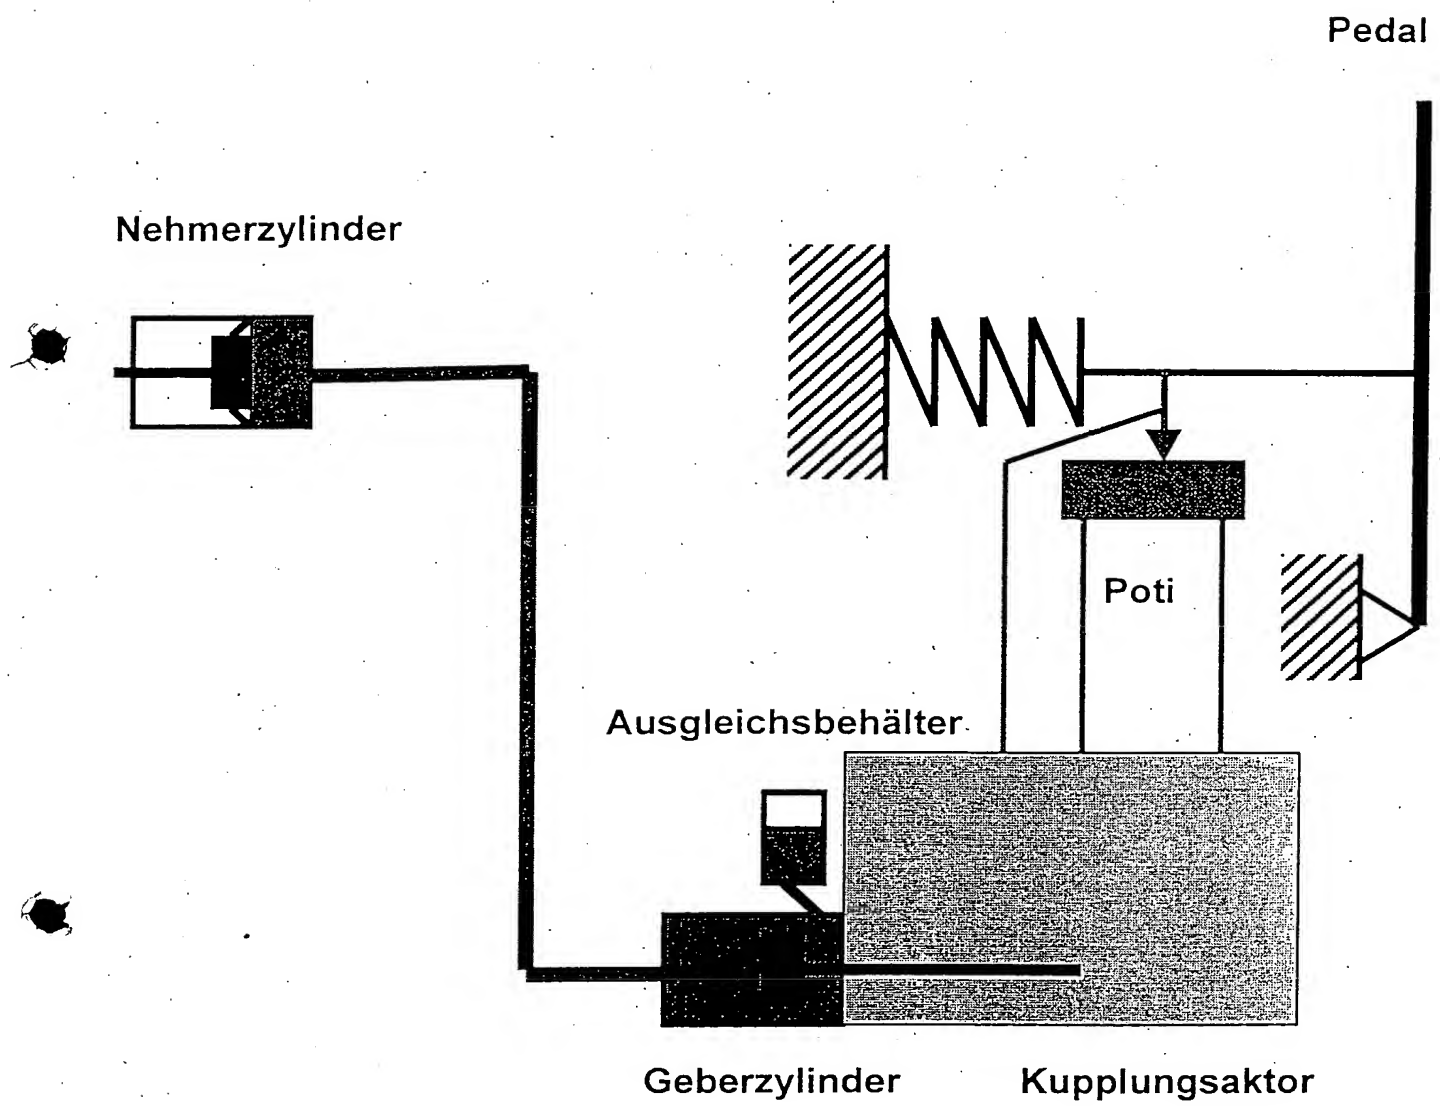 Pedal
Nehmerzylinder
Poti
Ausgleichsbehälter
Geberzylinder
Kupplungsaktor